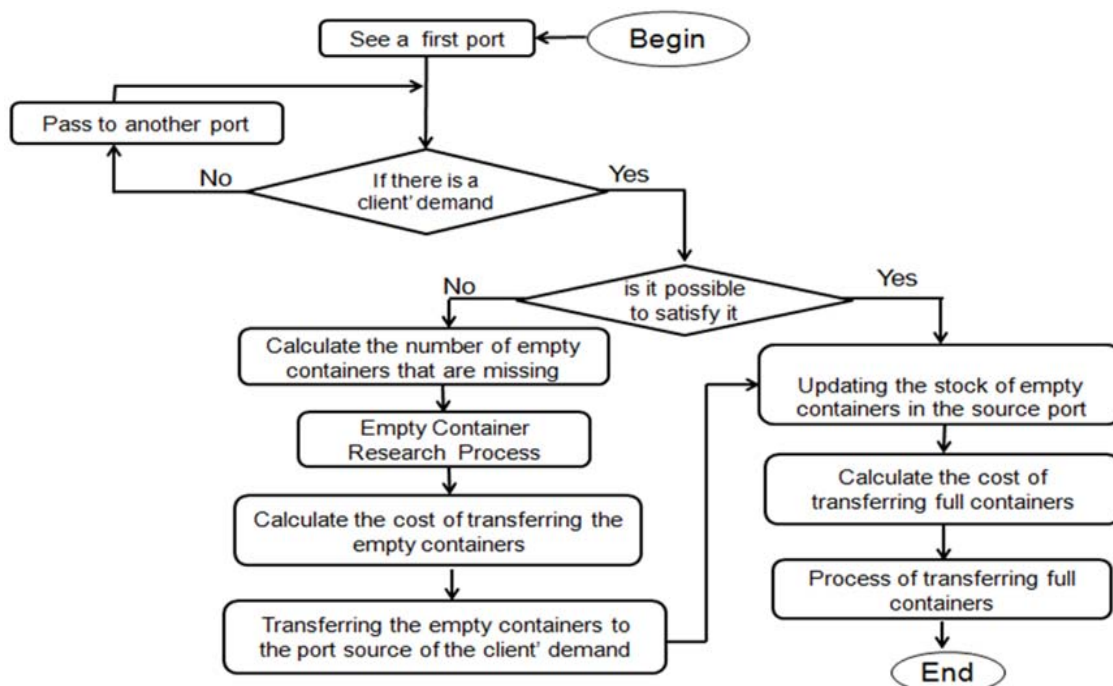 Begin
See a first port
Pass to another port
No
If there is a
client' demand
Yes
No
is it possible
to satisfy it
Yes
Calculate the number of empty
containers that are missing
Empty Container
Research Process
Calculate the cost of transferring the
empty containers
Transferring the empty containers to
the port source of the client' demand
Updating the stock of empty
containers in the source port
Calculate the cost of
transferring full containers
Process of transferring full
containers
End